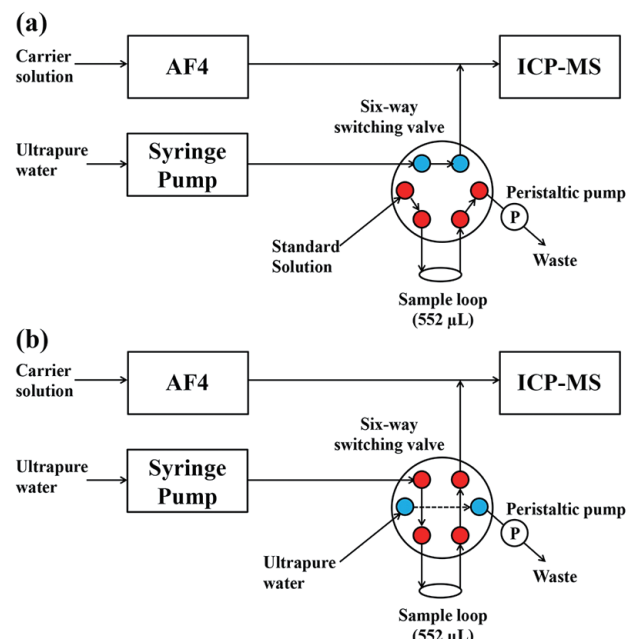 (a)
Carrier
solution
AF4
ICP-MS
Six-way
switching valve
Ultrapure
water
Syringe
Pump
Peristaltic pump
P
Standard
Solution
Waste
Sample loop
(552 µL)
(b)
Carrier
solution
AF4
ICP-MS
Six-way
switching valve
Ultrapure
water
Syringe
Pump
Peristaltic pump
P
Ultrapure
water
Waste
Sample loop
(552 µL)